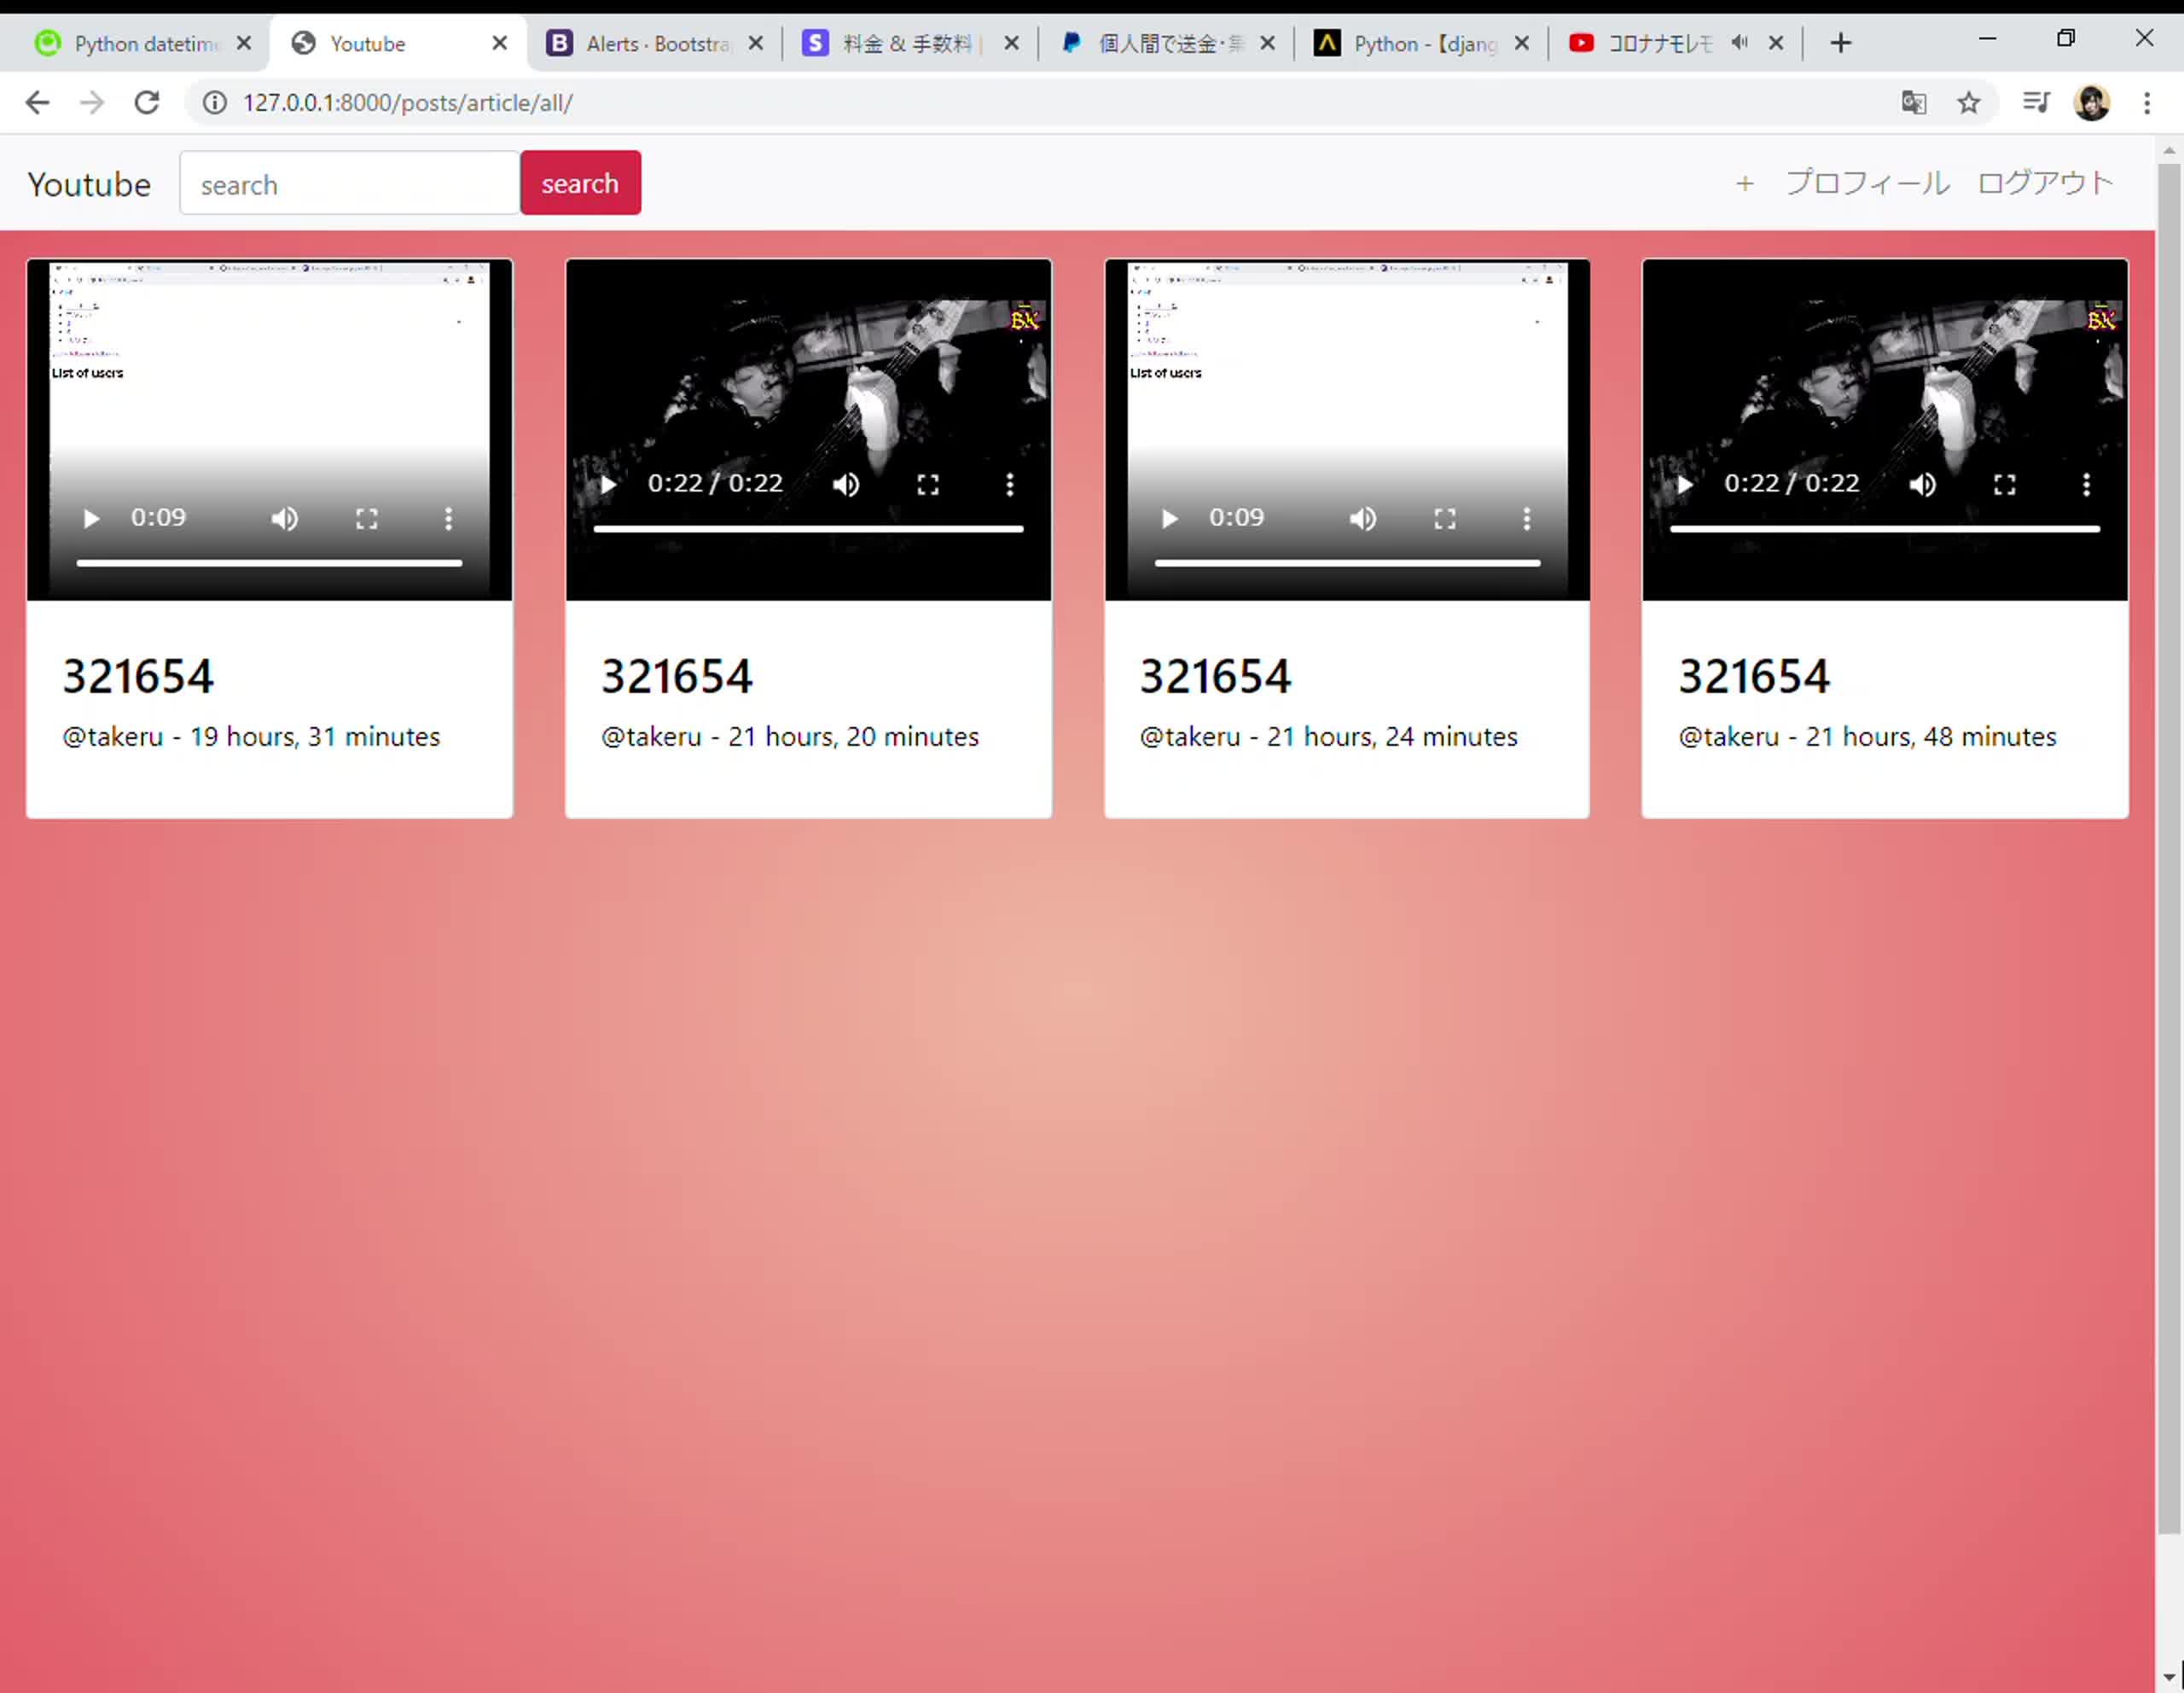 Python datetim
Youtube
Alerts · Bootstra
料金 & 手数料 |
個人間で送金・集
Python - 【djang
コロナナモレモ
127.0.0.1:8000/posts/article/all/
Youtube
search
search
+
プロフィール
ログアウト
List of users
0:09
BK
0:22 / 0:22
List of users
0:09
BK
0:22 / 0:22
321654
@takeru - 19 hours, 31 minutes
321654
@takeru - 21 hours, 20 minutes
321654
@takeru - 21 hours, 24 minutes
321654
@takeru - 21 hours, 48 minutes